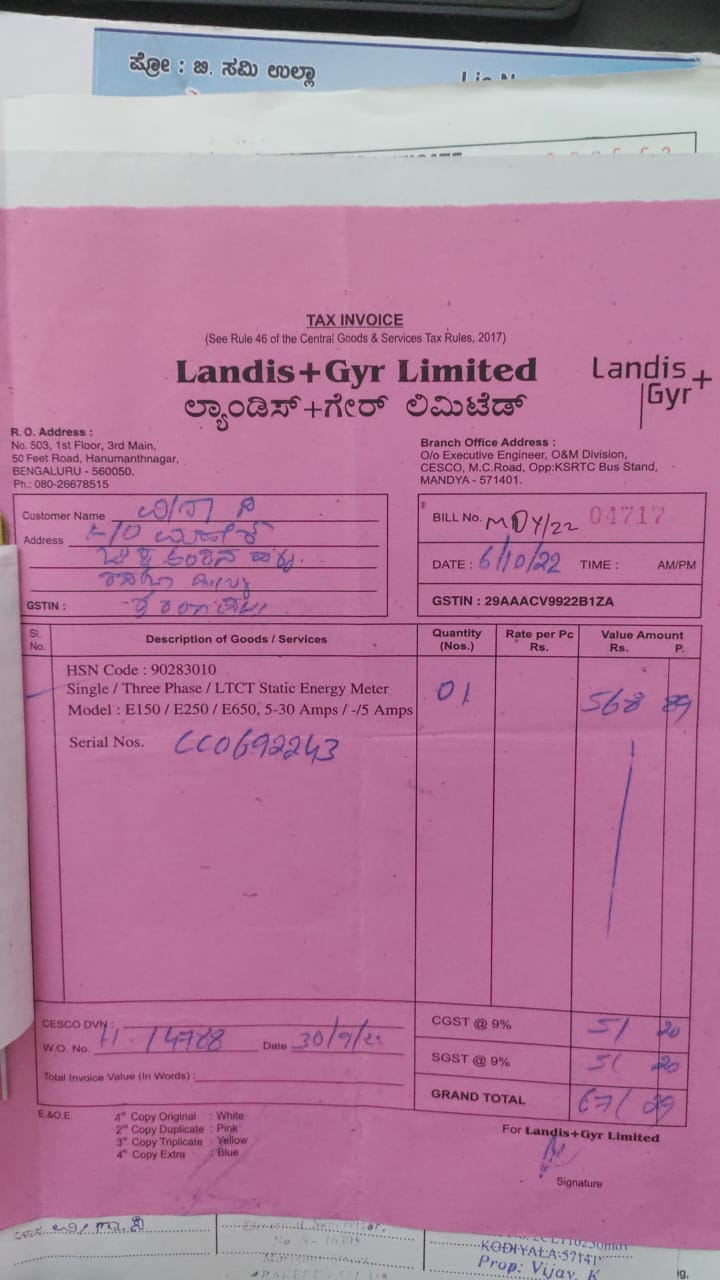 ಪ್ರೋ : ಬಿ. ಸಮಿ ಉಲ್ಲಾ
TAX INVOICE
(See Rule 46 of the Central Goods & Services Tax Rules, 2017)
Landis+Gyr Limited
ಲ್ಯಾಂಡಿಸ್+ಗೇರ್ ಲಿಮಿಟೆಡ್
Landis+
Gyr
R. O. Address :
No. 503, 1st Floor, 3rd Main,
50 Feet Road, Hanumanthnagar,
BENGALURU - 560050.
Ph.: 080-26678515
Branch Office Address :
O/o Executive Engineer, O&M Division,
CESCO, M.C.Road, Opp:KSRTC Bus Stand,
MANDYA - 571401.
Customer Name
Address
GSTIN :
BILL No. MDY/22 04717
DATE : 6/10/22 TIME : AM/PM
GSTIN : 29AAACV9922B1ZA
Sl. No. Description of Goods / Services Quantity (Nos.) Rate per Pc Rs. Value Amount Rs. P.
HSN Code : 90283010
Single / Three Phase / LTCT Static Energy Meter
Model : E150 / E250 / E650, 5-30 Amps / -/5 Amps 01 568 89
Serial Nos. CC0692243
CESCO DVN :
W.O. No. 14788 Date 30/9/22
Total Invoice Value (In Words) :
CGST @ 9% 51 20
SGST @ 9% 51 20
GRAND TOTAL 671 29
E.&O.E.
1st Copy Original : White
2nd Copy Duplicate : Pink
3rd Copy Triplicate : Yellow
4th Copy Extra : Blue
For Landis+Gyr Limited
Signature
KODIYALA-57141
Prop: Vijay. K